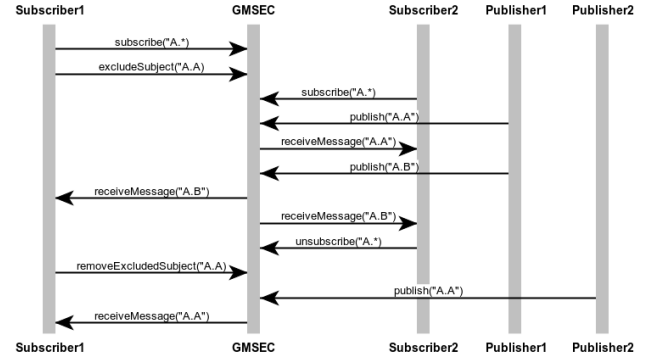 Subscriber1 GMSEC Subscriber2 Publisher1 Publisher2
subscribe("A.*)
excludeSubject("A.A)
subscribe("A.*)
publish("A.A")
receiveMessage("A.A")
publish("A.B")
receiveMessage("A.B")
receiveMessage("A.B")
unsubscribe("A.*)
removeExcludedSubject("A.A)
publish("A.A")
receiveMessage("A.A")
Subscriber1 GMSEC Subscriber2 Publisher1 Publisher2